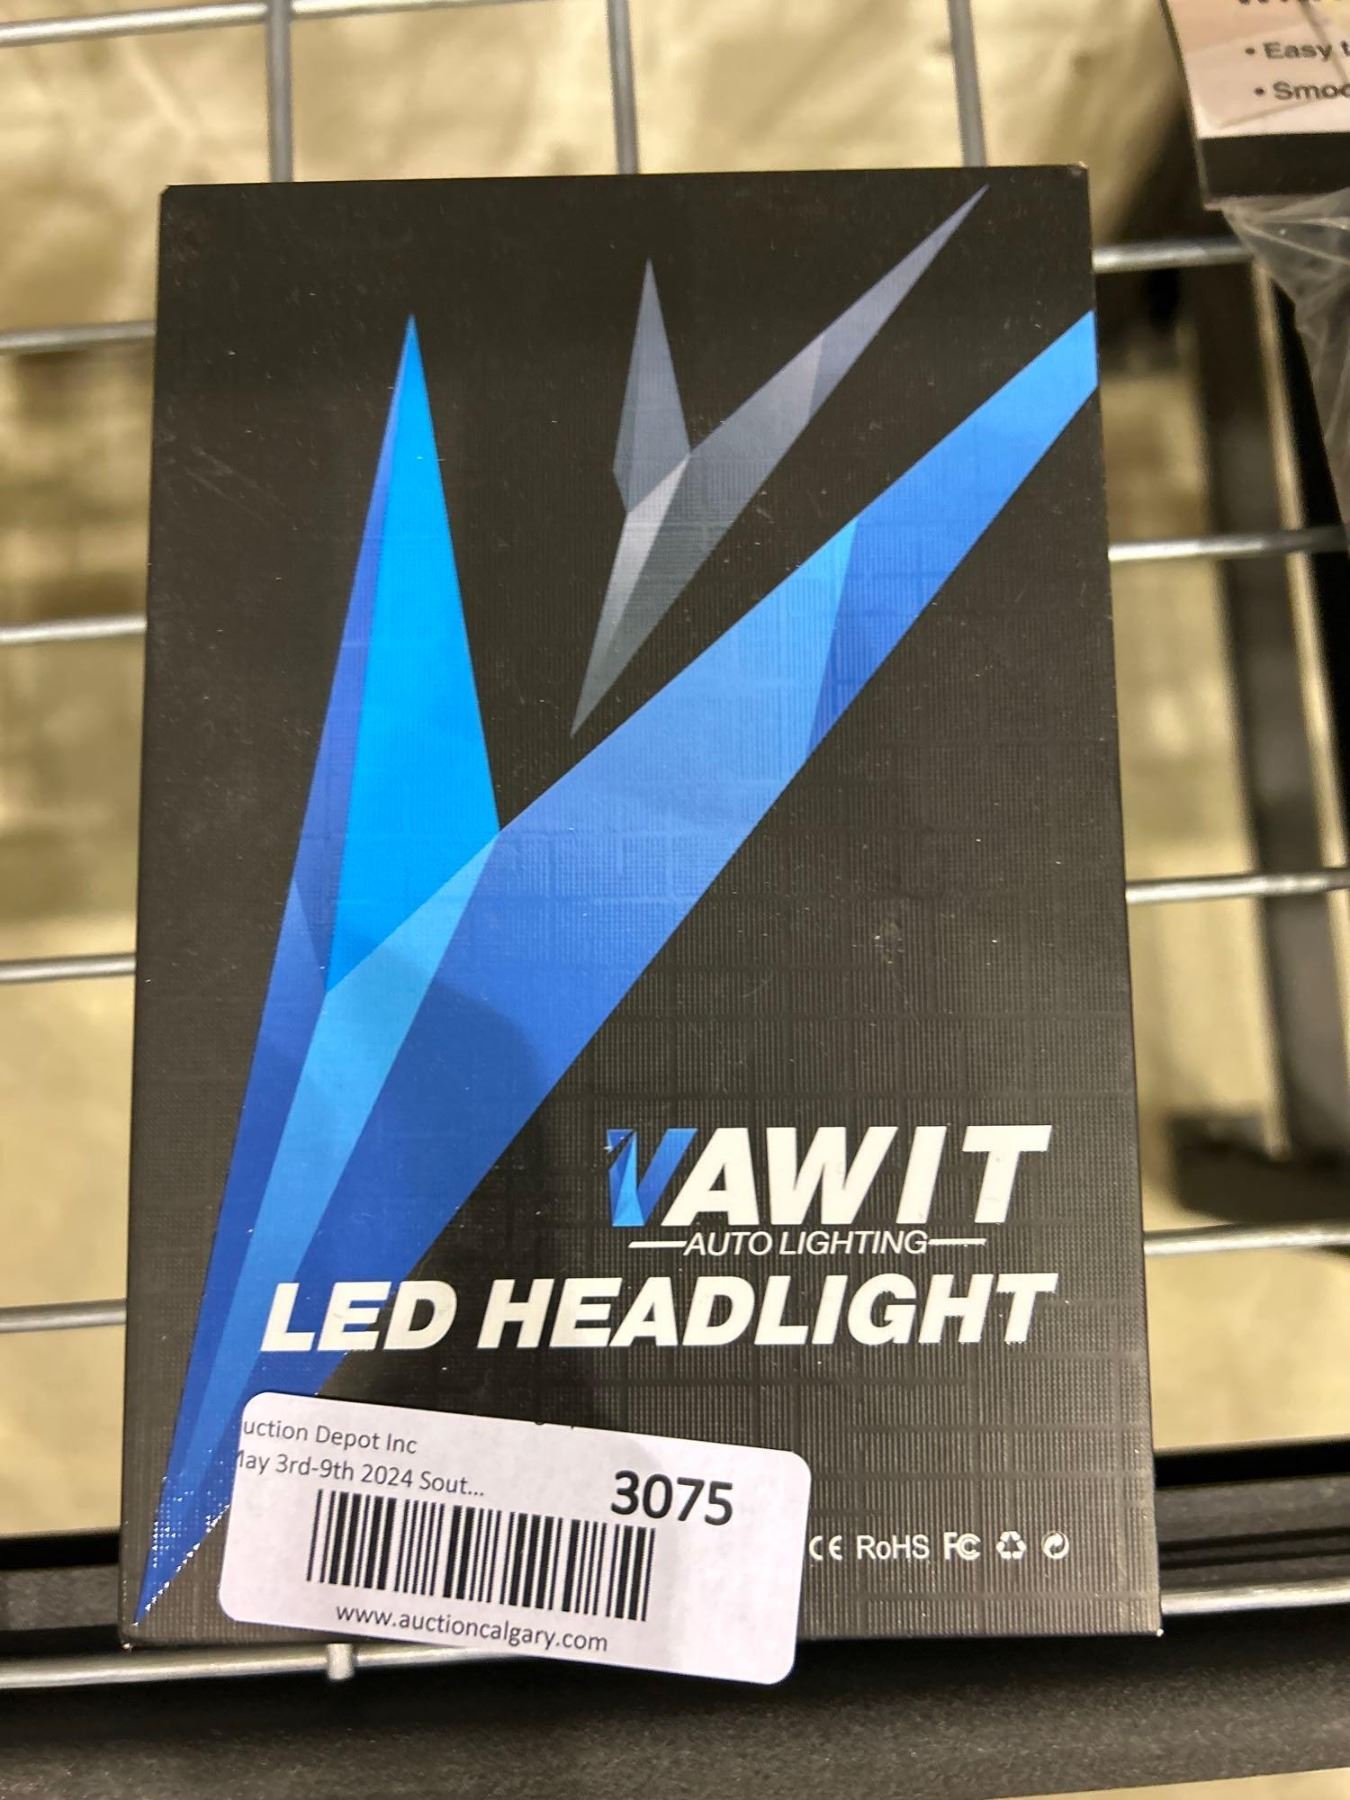 • Easy
• Smoo
VAWIT
AUTO LIGHTING
LED HEADLIGHT
uction Depot Inc
May 3rd-9th 2024 Sout...
3075
www.auctioncalgary.com
CE RoHS FC